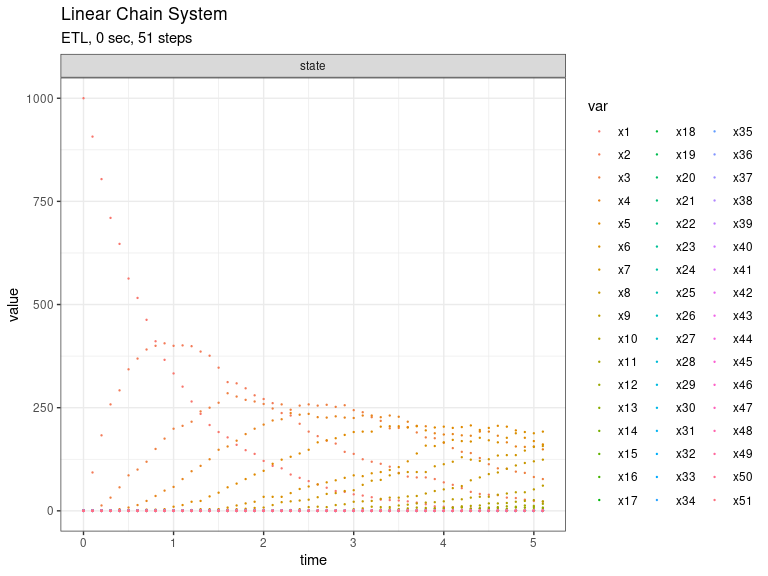 Linear Chain System
ETL, 0 sec, 51 steps
state
value
1000
750
500
250
0
0 1 2 3 4 5
time
var
x1 x18 x35
x2 x19 x36
x3 x20 x37
x4 x21 x38
x5 x22 x39
x6 x23 x40
x7 x24 x41
x8 x25 x42
x9 x26 x43
x10 x27 x44
x11 x28 x45
x12 x29 x46
x13 x30 x47
x14 x31 x48
x15 x32 x49
x16 x33 x50
x17 x34 x51